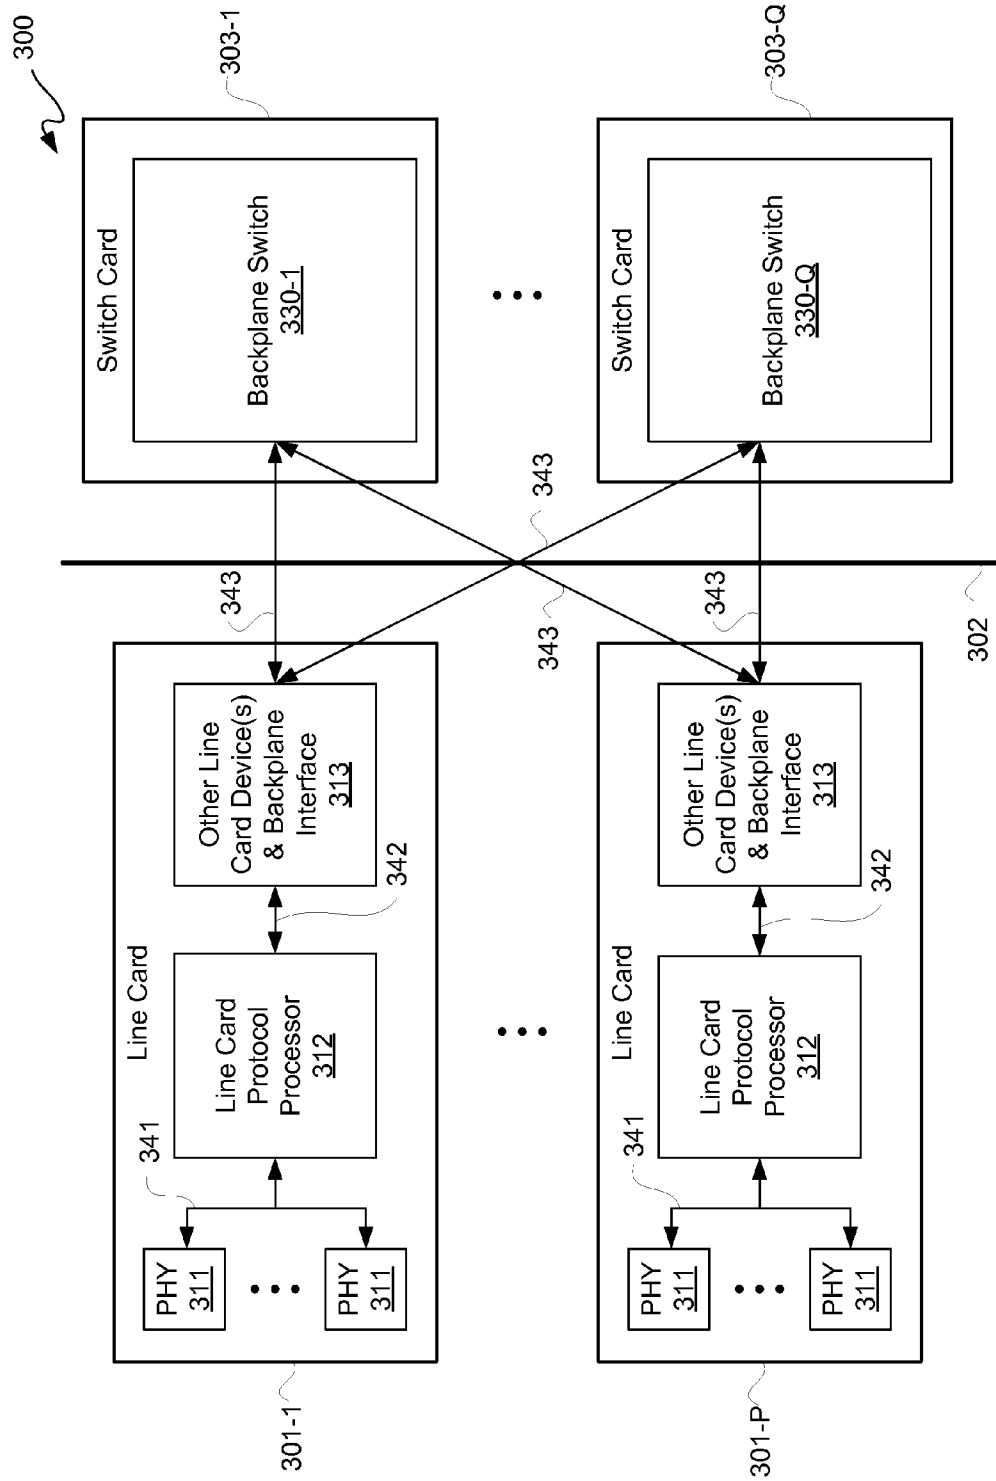 300
Line Card
341
PHY
311
PHY
311
Line Card
Protocol
Processor
312
342
Other Line
Card Device(s)
& Backplane
Interface
313
301-1
343
Switch Card
Backplane Switch
330-1
303-1
343
343
Line Card
341
PHY
311
PHY
311
Line Card
Protocol
Processor
312
342
Other Line
Card Device(s)
& Backplane
Interface
313
301-P
343
302
Switch Card
Backplane Switch
330-Q
303-Q